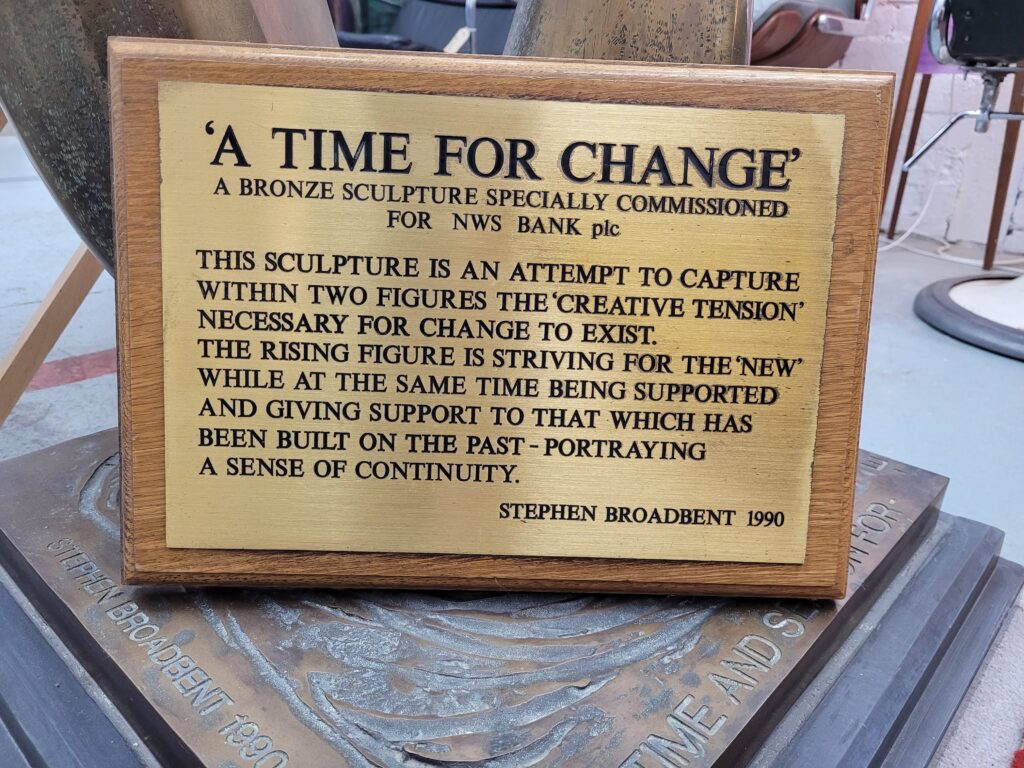 ‘A TIME FOR CHANGE’
A BRONZE SCULPTURE SPECIALLY COMMISSIONED
FOR NWS BANK plc
THIS SCULPTURE IS AN ATTEMPT TO CAPTURE
WITHIN TWO FIGURES THE ‘CREATIVE TENSION’
NECESSARY FOR CHANGE TO EXIST.
THE RISING FIGURE IS STRIVING FOR THE ‘NEW’
WHILE AT THE SAME TIME BEING SUPPORTED
AND GIVING SUPPORT TO THAT WHICH HAS
BEEN BUILT ON THE PAST - PORTRAYING
A SENSE OF CONTINUITY.
STEPHEN BROADBENT 1990
STEPHEN BROADBENT 1990
TIME AND
FOR